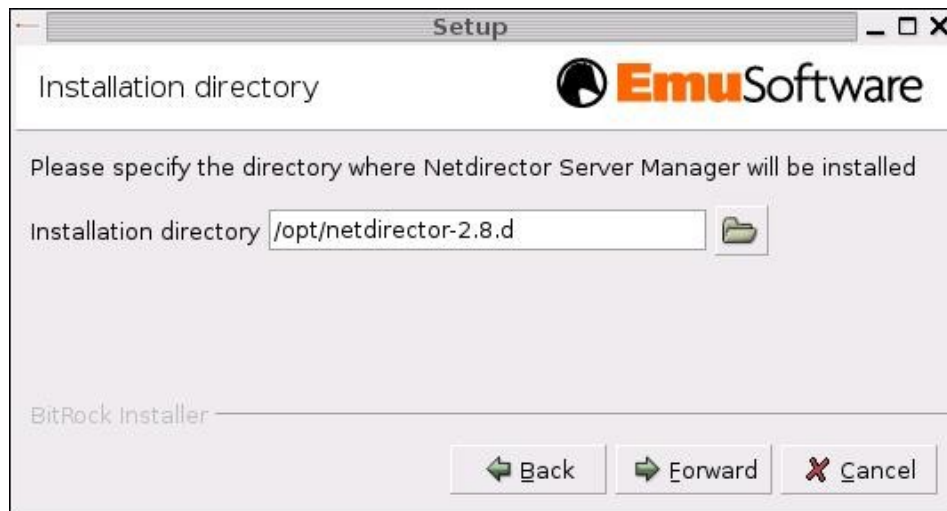 Setup
Installation directory
EmuSoftware
Please specify the directory where Netdirector Server Manager will be installed
Installation directory /opt/netdirector-2.8.d
BitRock Installer
Back Forward Cancel